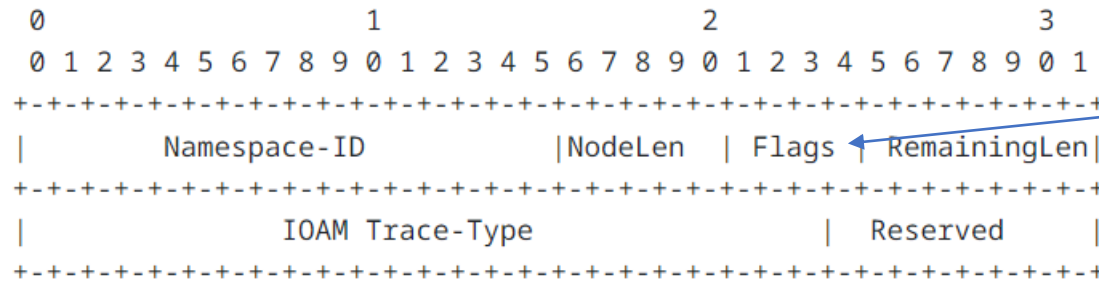 0                   1                   2                   3
0 1 2 3 4 5 6 7 8 9 0 1 2 3 4 5 6 7 8 9 0 1 2 3 4 5 6 7 8 9 0 1
+-+-+-+-+-+-+-+-+-+-+-+-+-+-+-+-+-+-+-+-+-+-+-+-+-+-+-+-+-+-+-+-+
|        Namespace-ID           |NodeLen  | Flags | RemainingLen|
+-+-+-+-+-+-+-+-+-+-+-+-+-+-+-+-+-+-+-+-+-+-+-+-+-+-+-+-+-+-+-+-+
|               IOAM Trace-Type                 |  Reserved     |
+-+-+-+-+-+-+-+-+-+-+-+-+-+-+-+-+-+-+-+-+-+-+-+-+-+-+-+-+-+-+-+-+